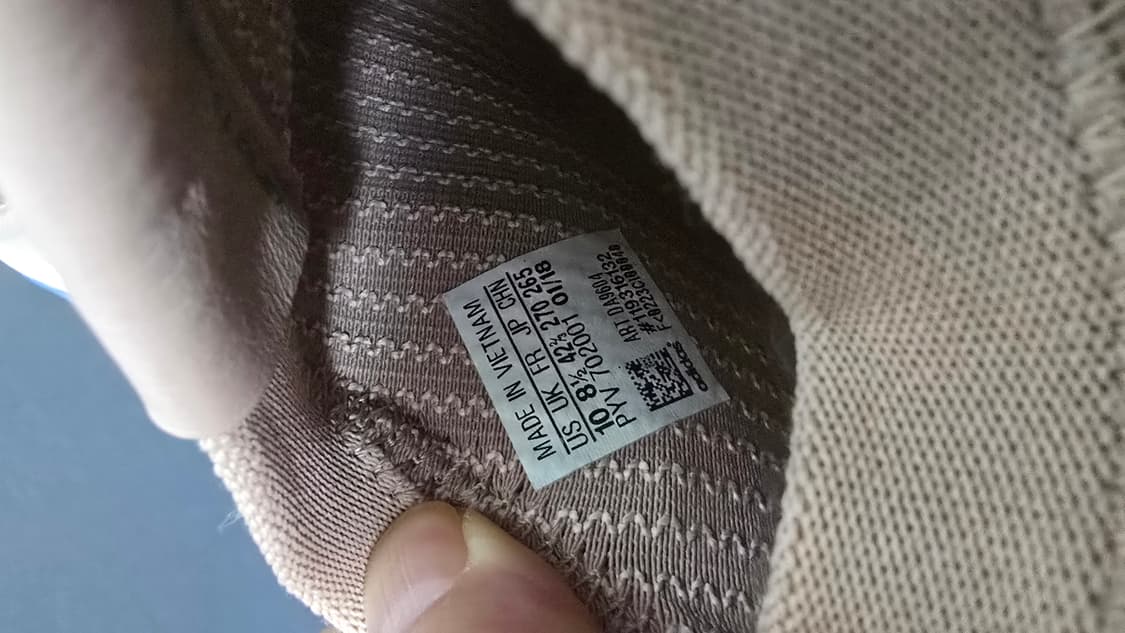 MADE IN VIETNAM
US UK FR JP CHN
10 8½ 42⅔ 270 265
PYV 702001 01/18
ART DA9604
#119316132
adidas